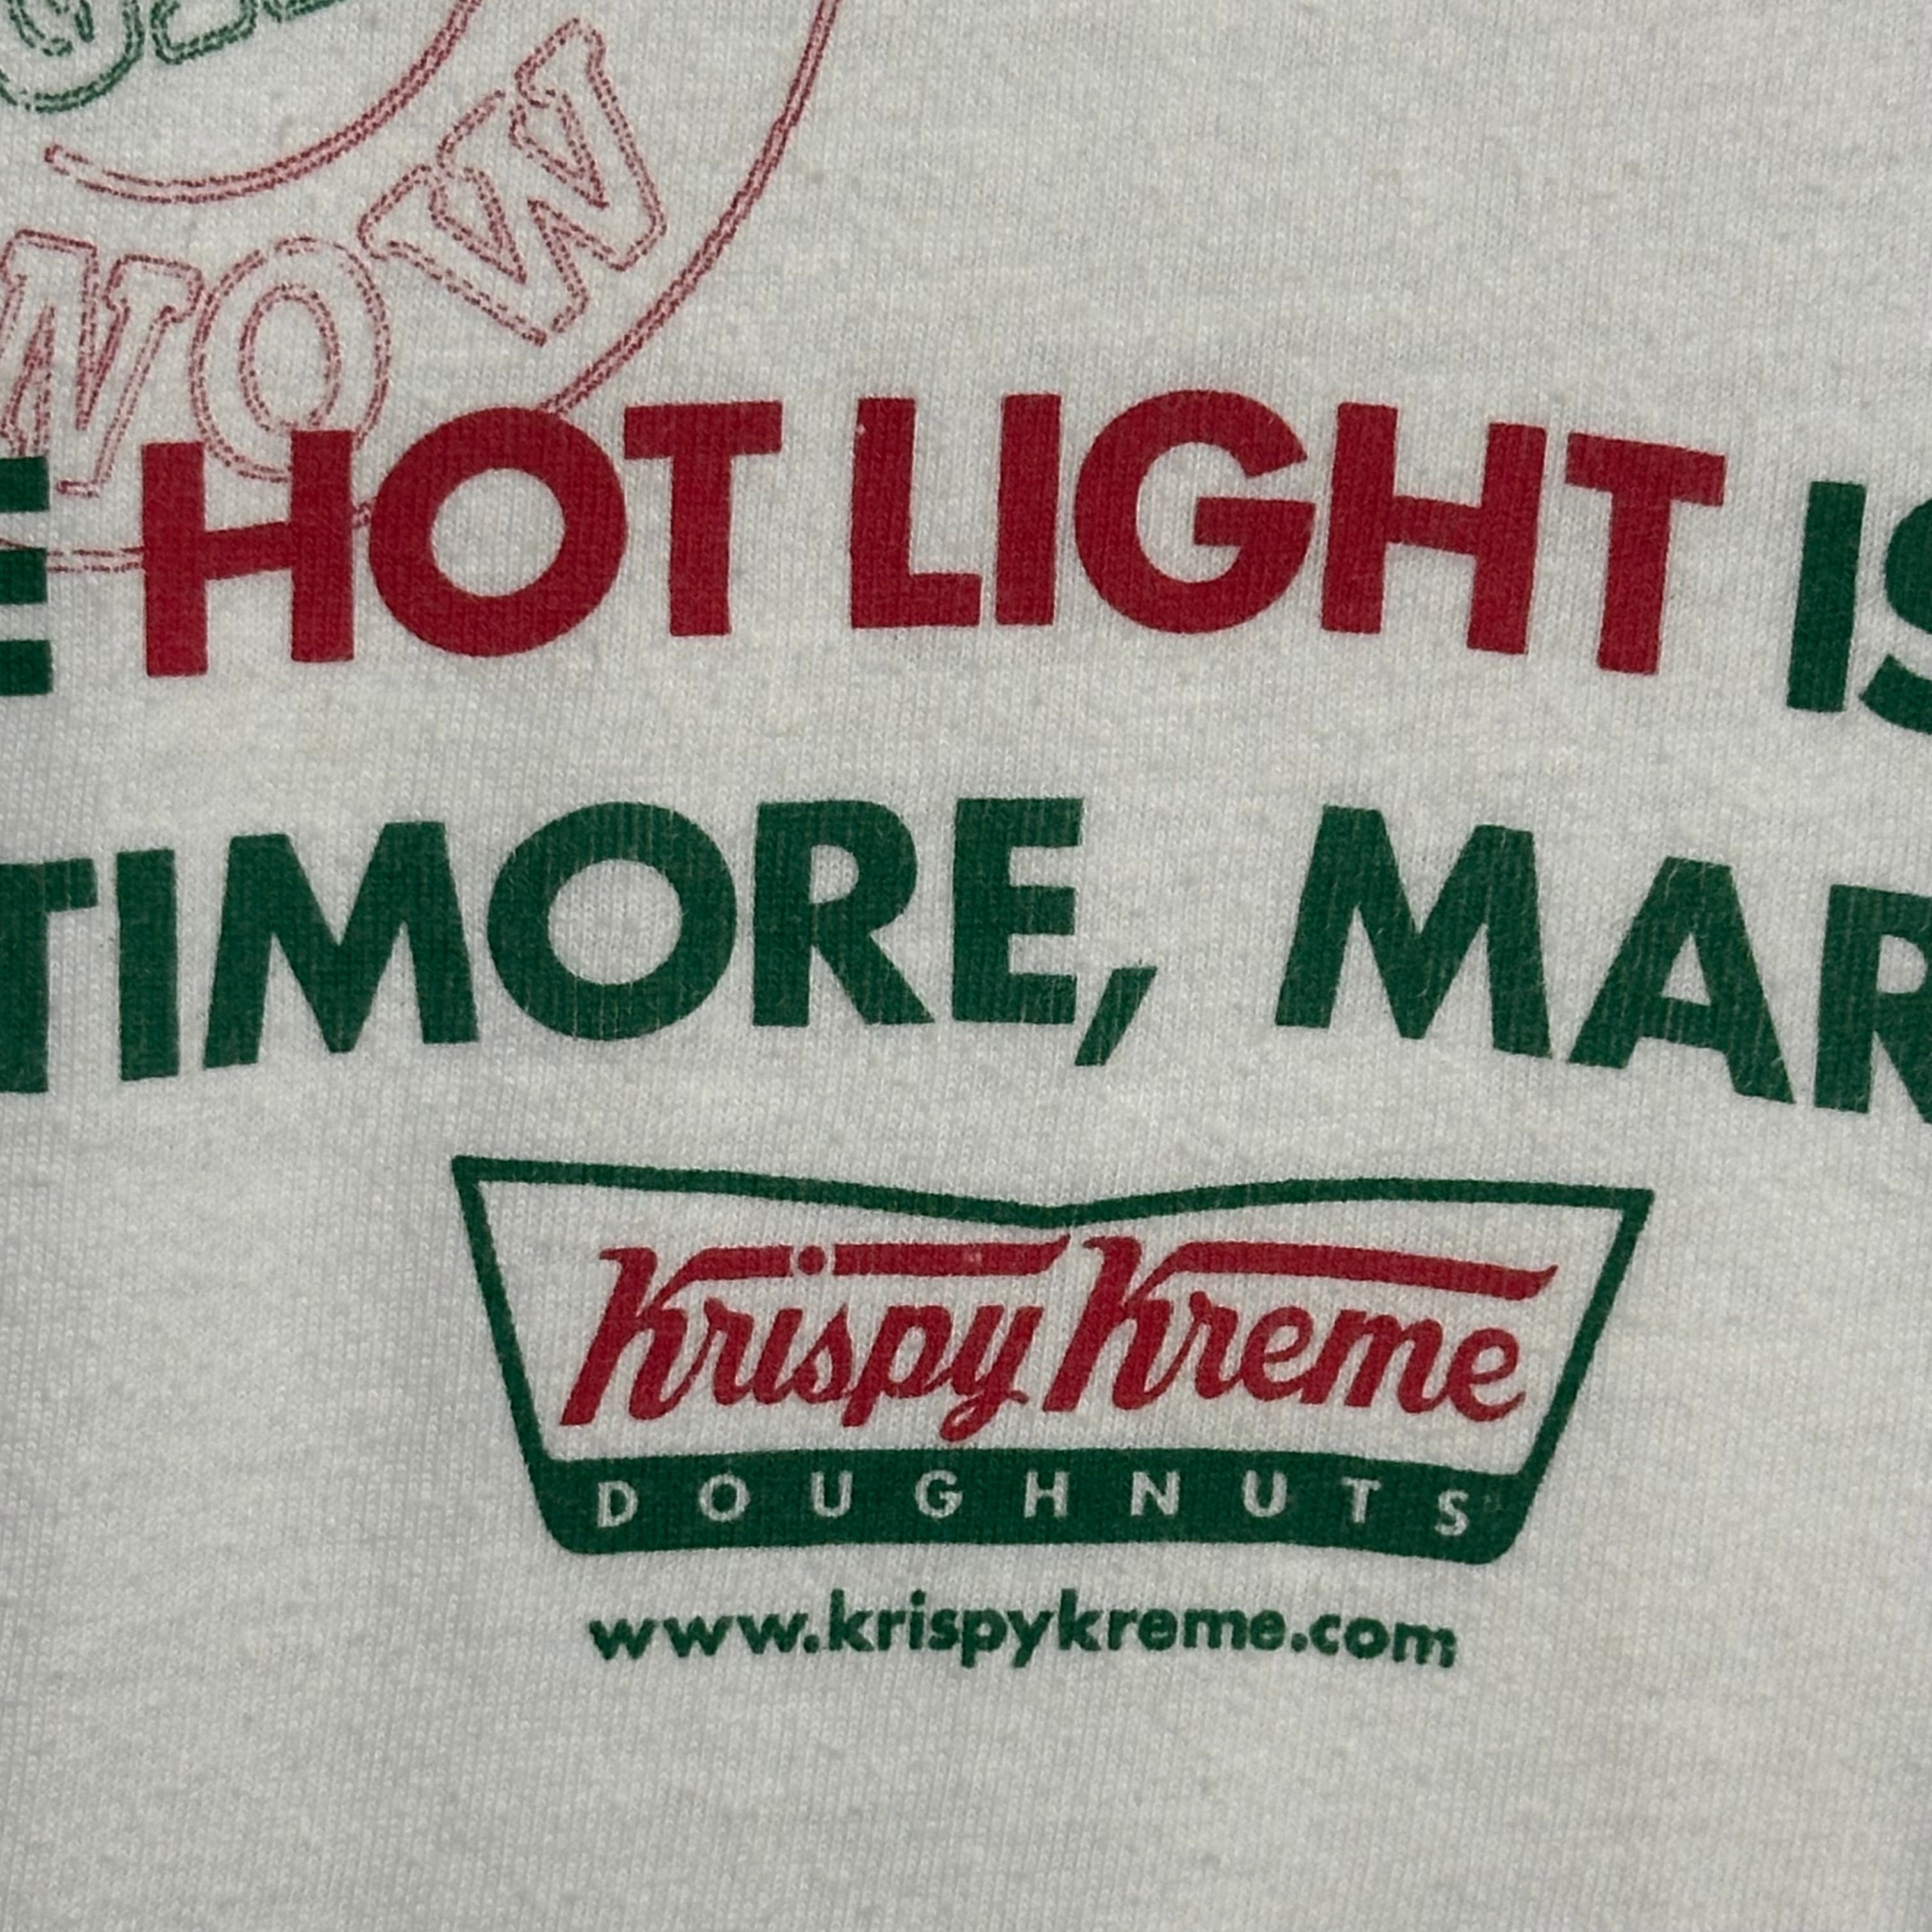 NOW
E HOT LIGHT IS
TIMORE, MAR
Krispy Kreme
DOUGHNUTS
www.krispykreme.com